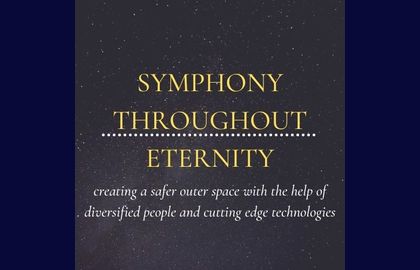 SYMPHONY
THROUGHOUT
ETERNITY
creating a safer outer space with the help of
diversified people and cutting edge technologies